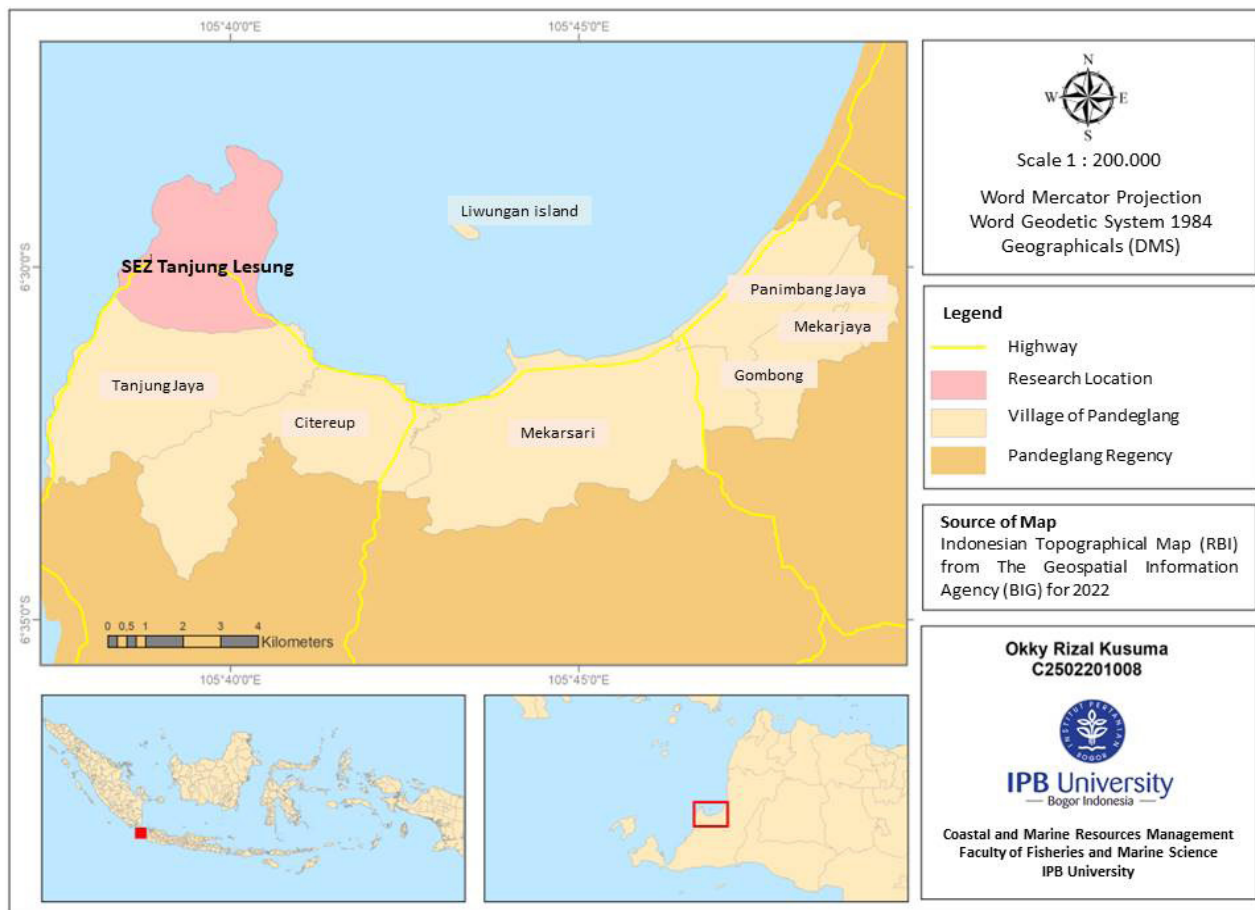 105°40'0"E
105°45'0"E
6°30'0"S
6°35'0"S
Liwungan island
SEZ Tanjung Lesung
Panimbang Jaya
Mekarjaya
Gombong
Tanjung Jaya
Citereup
Mekarsari
0 0,5 1 2 3 4
Kilometers
105°40'0"E
105°45'0"E
N
W E
S
Scale 1 : 200.000
Word Mercator Projection
Word Geodetic System 1984
Geographicals (DMS)
Legend
Highway
Research Location
Village of Pandeglang
Pandeglang Regency
Source of Map
Indonesian Topographical Map (RBI)
from The Geospatial Information
Agency (BIG) for 2022
Okky Rizal Kusuma
C2502201008
INSTITUT PERTANIAN
BOGOR
IPB University
Bogor Indonesia
Coastal and Marine Resources Management
Faculty of Fisheries and Marine Science
IPB University